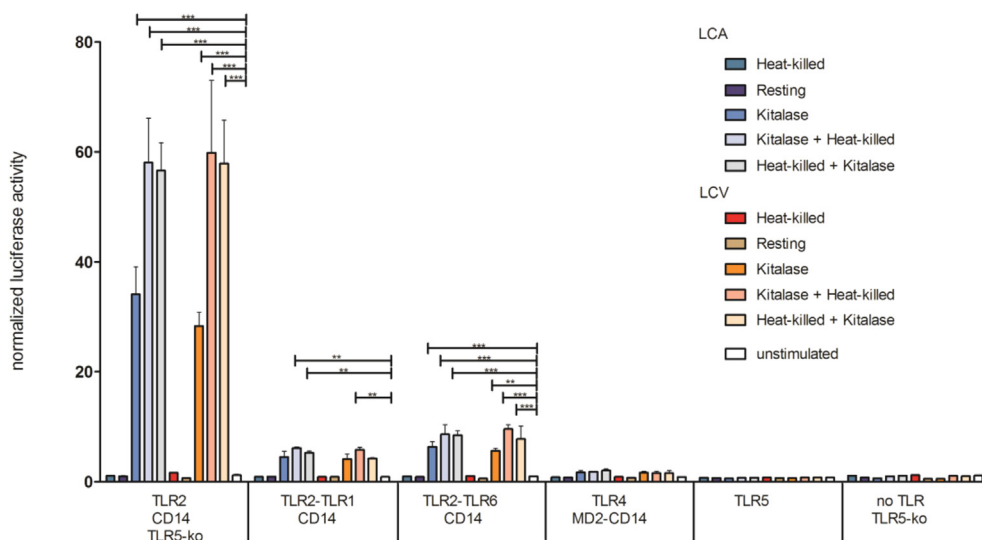 ***
***
***
***
***
***
80
60
40
20
0
normalized luciferase activity
**
**
**
***
***
***
**
***
***
LCA
Heat-killed
Resting
Kitalase
Kitalase + Heat-killed
Heat-killed + Kitalase
LCV
Heat-killed
Resting
Kitalase
Kitalase + Heat-killed
Heat-killed + Kitalase
unstimulated
TLR2
CD14
TLR5-ko
TLR2-TLR1
CD14
TLR2-TLR6
CD14
TLR4
MD2-CD14
TLR5
no TLR
TLR5-ko